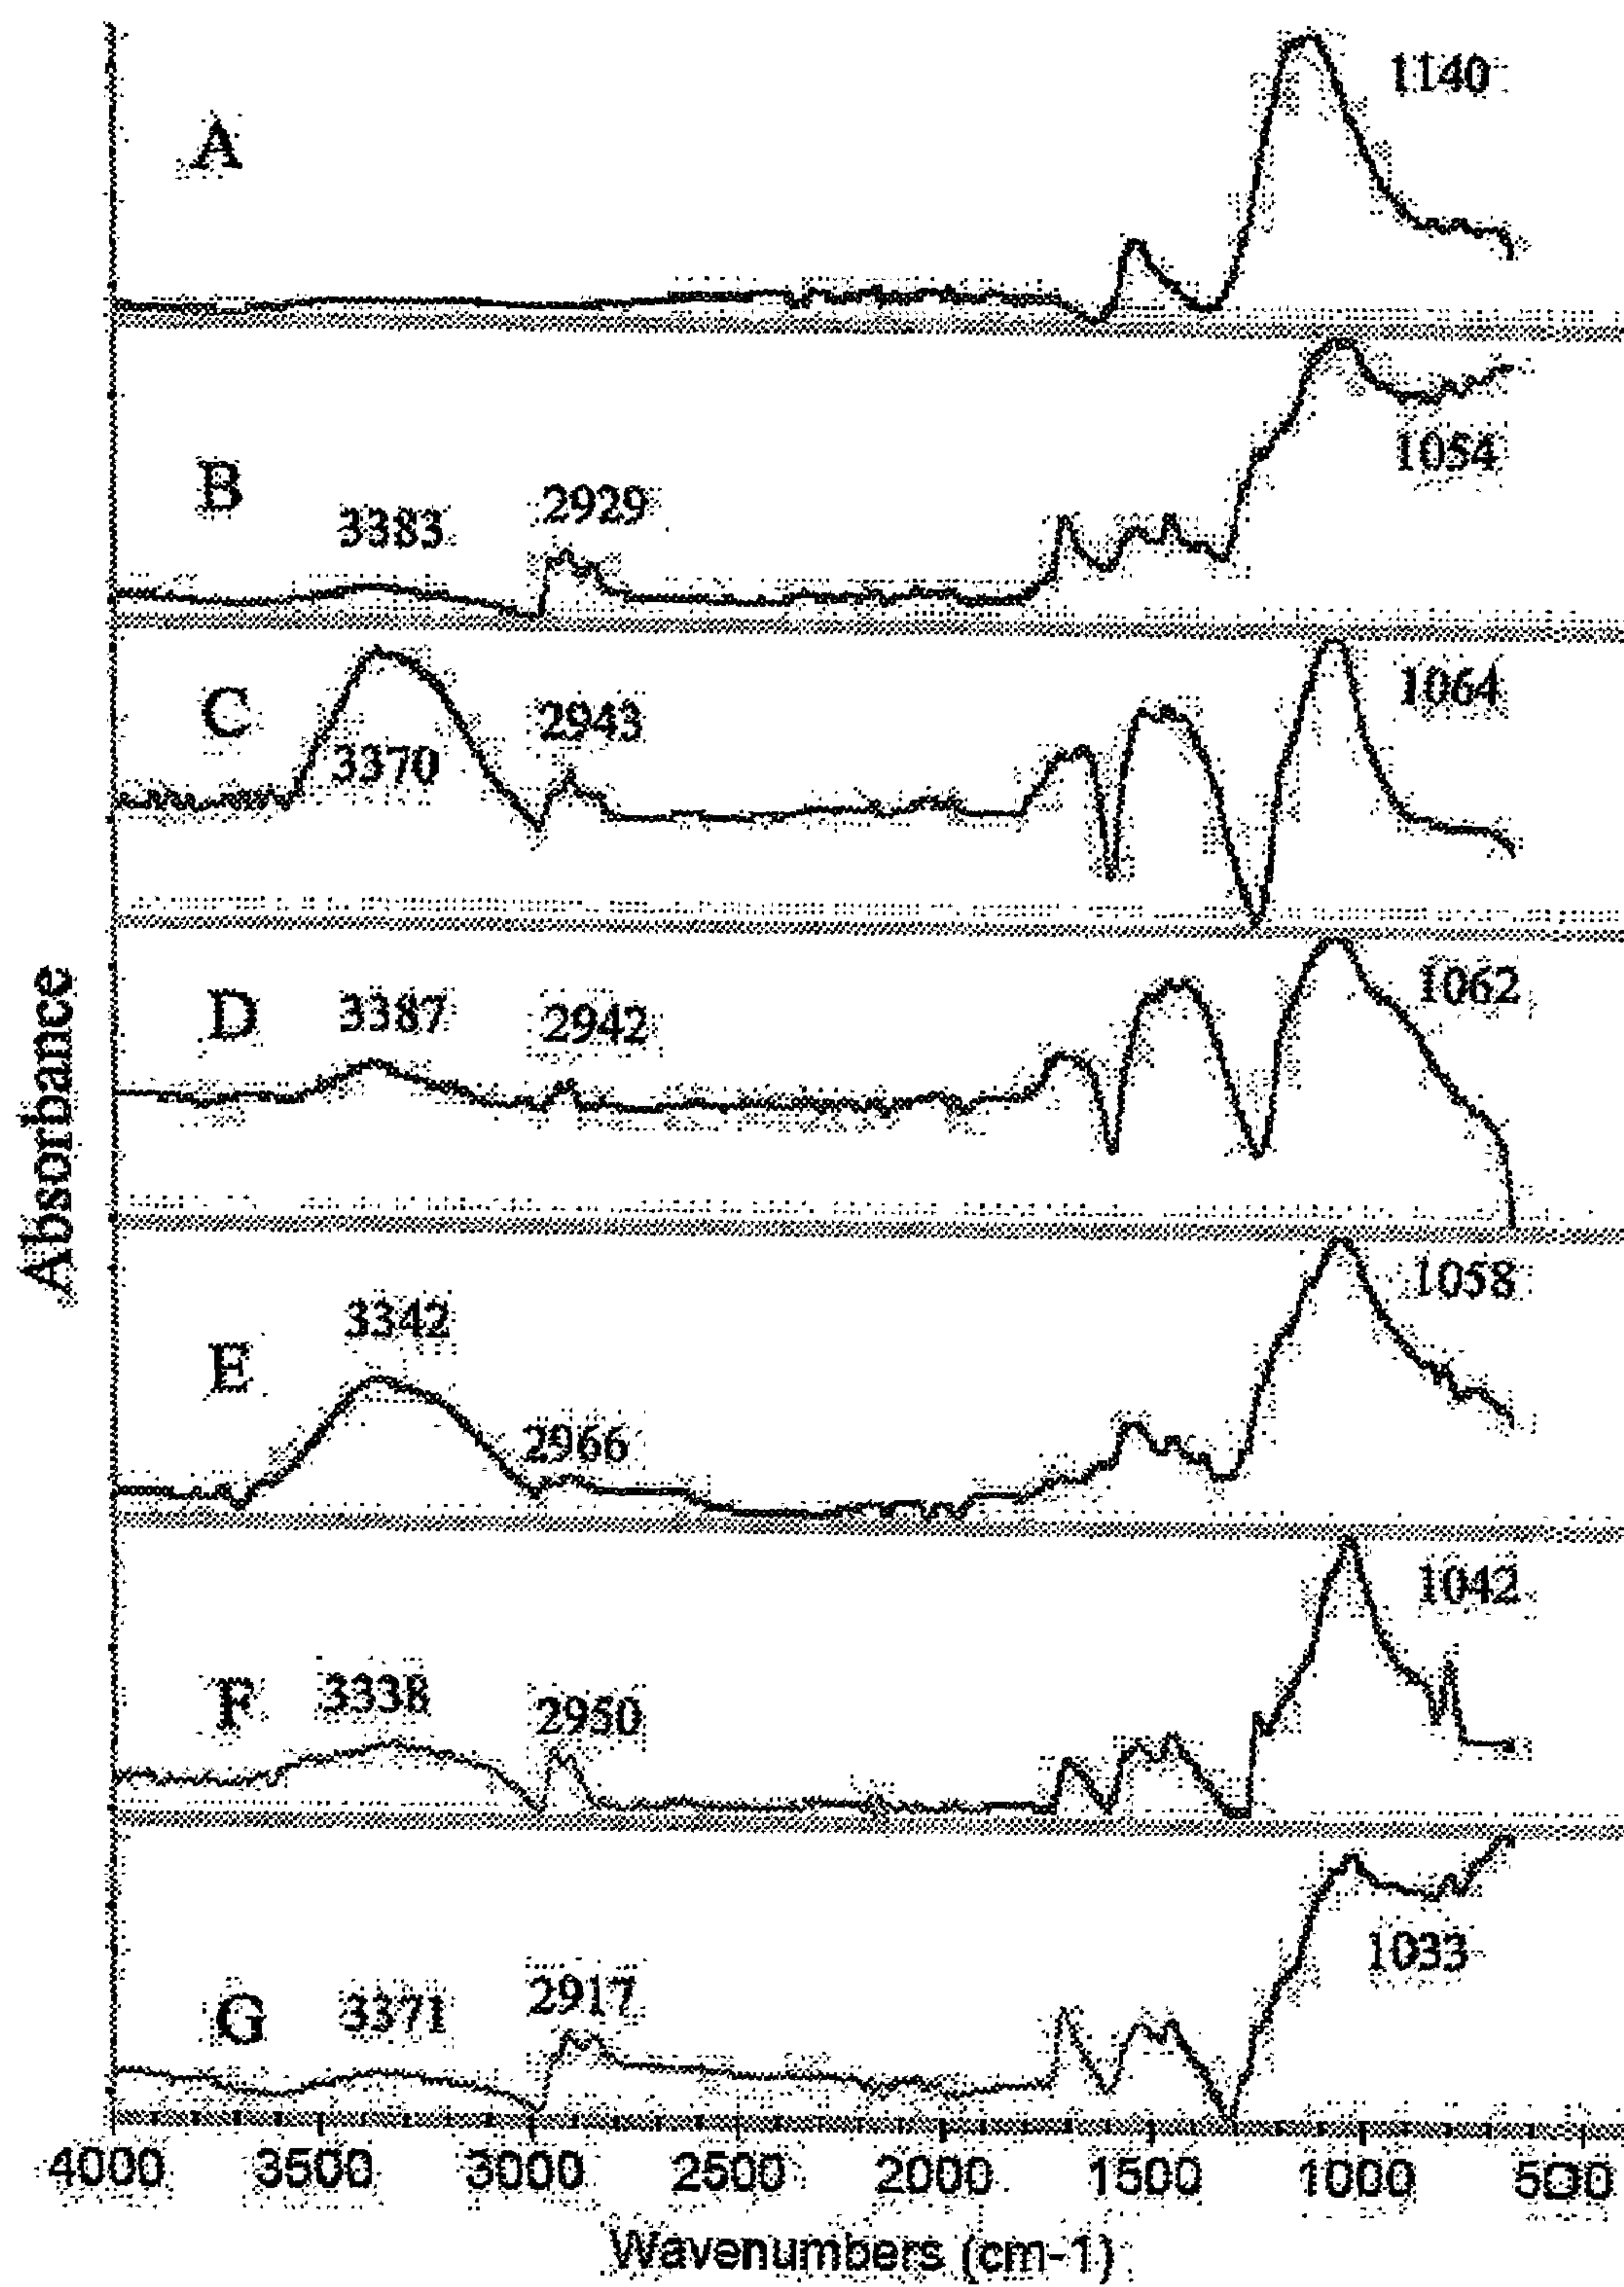 1140
A
B
3383
2929
1054
C
3370
2943
1064
D
3387
2942
1062
Absorbance
E
3342
2966
1058
F
3338
2950
1042
G
3371
2917
1033
4000 3500 3000 2500 2000 1500 1000 500
Wavenumbers (cm-1)